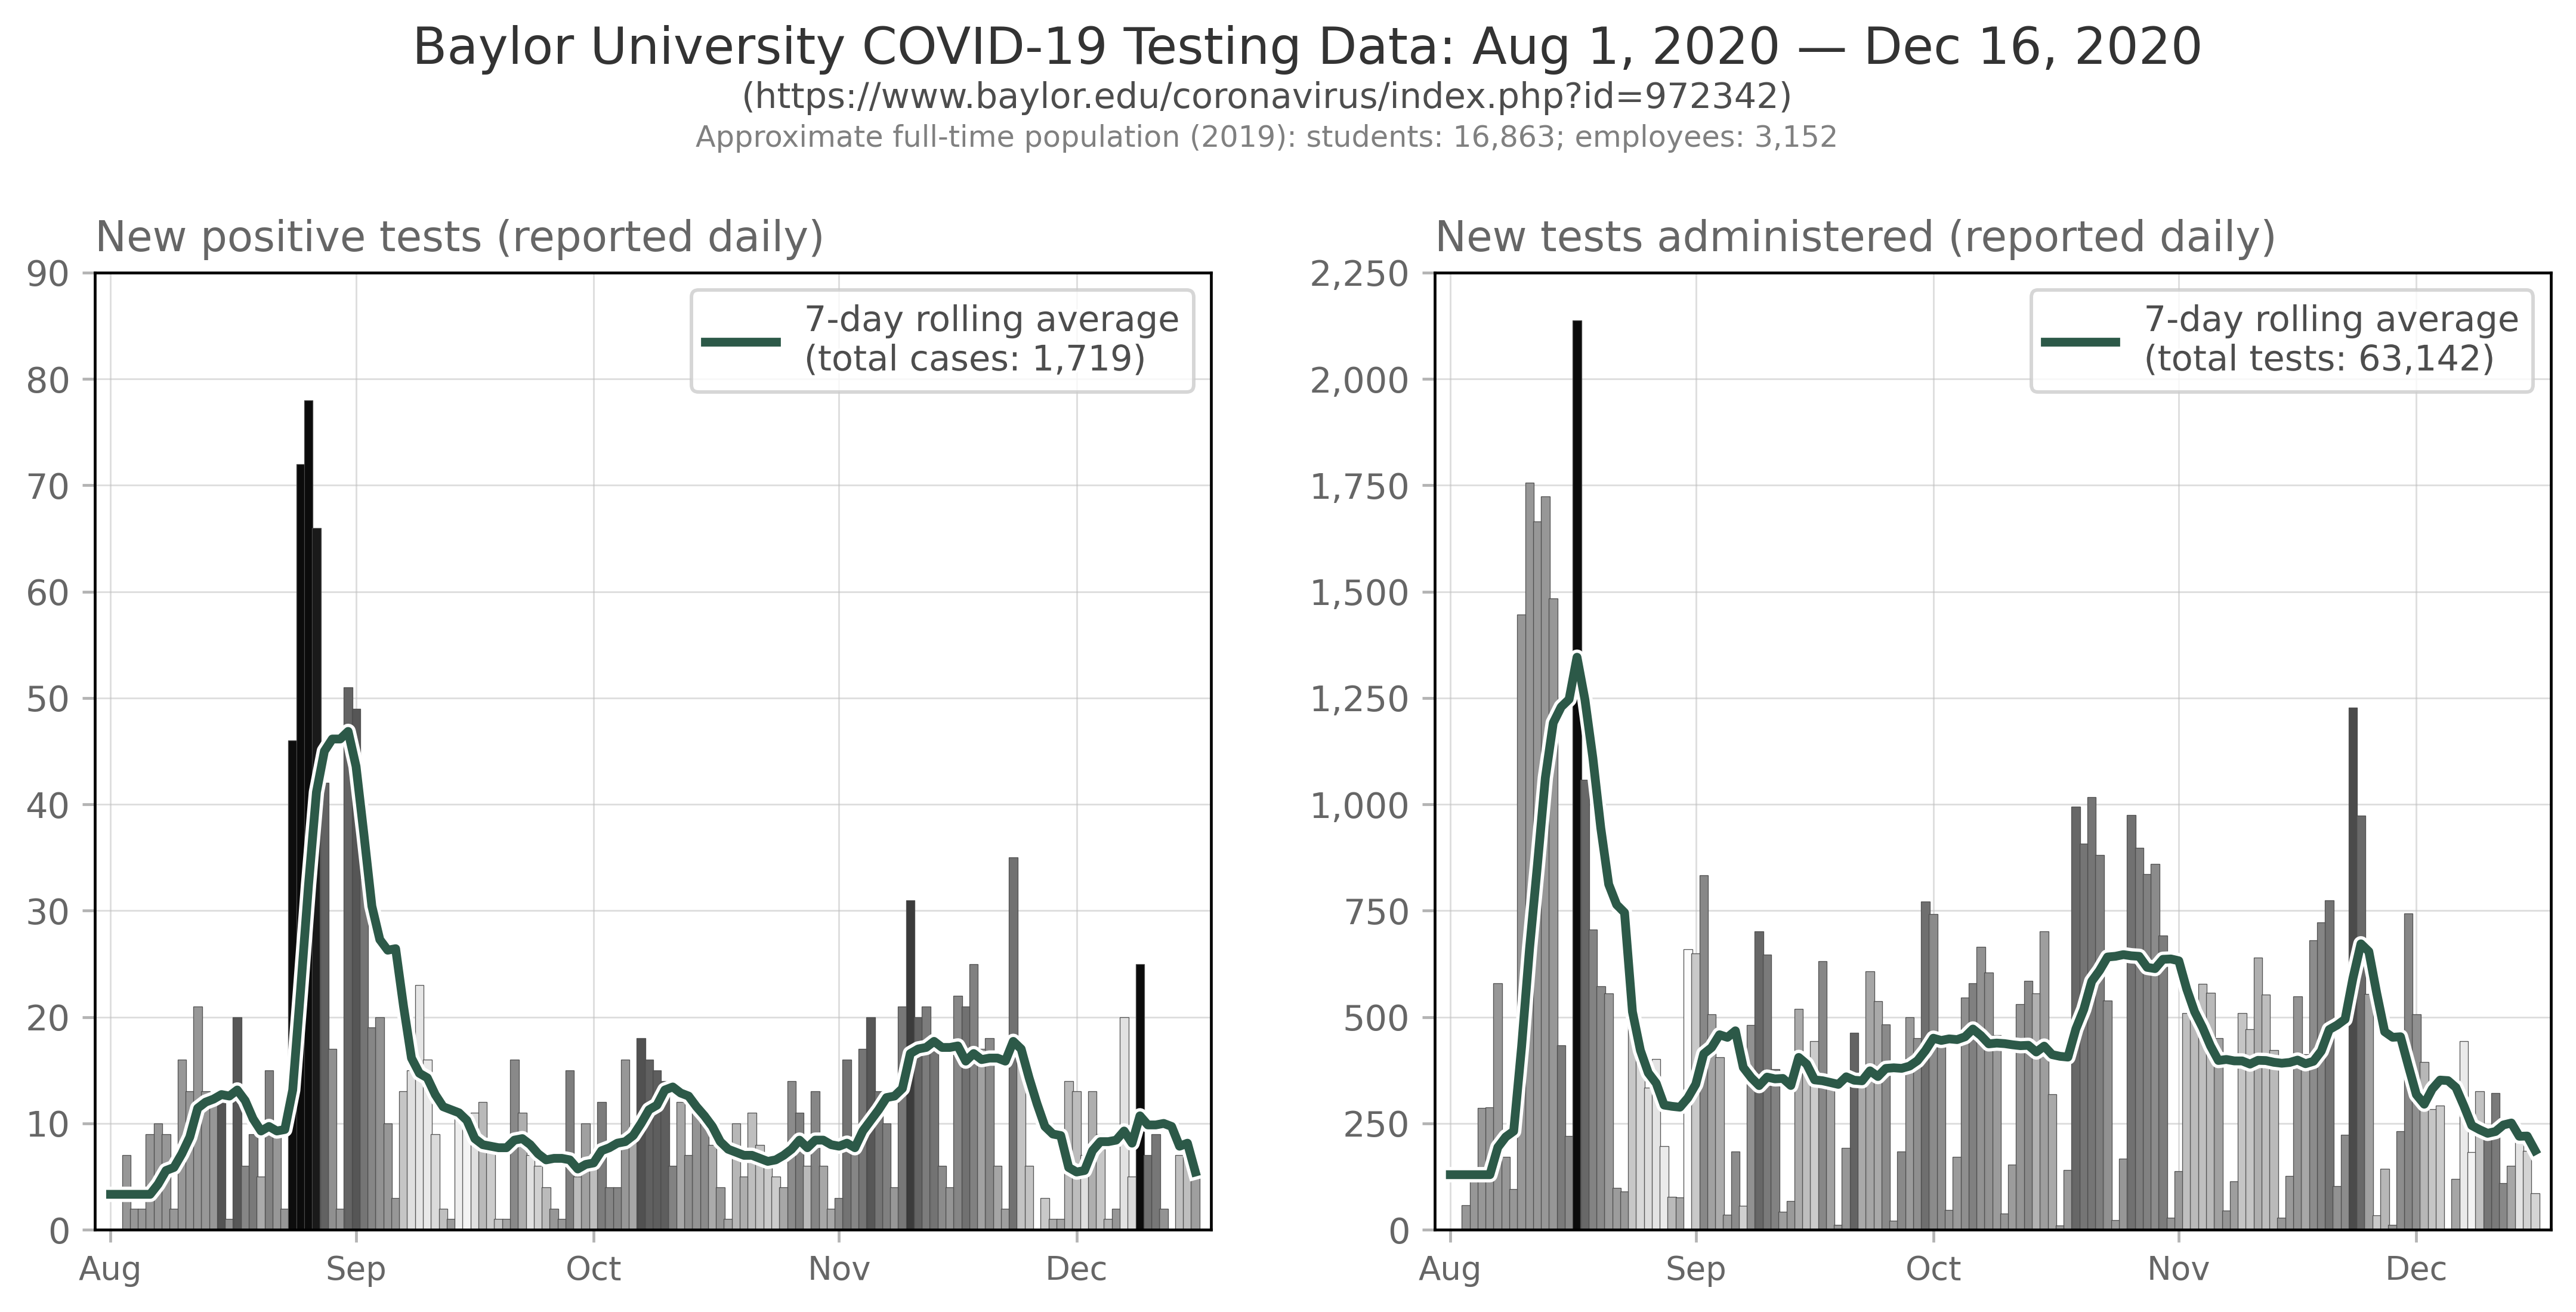 Baylor University COVID-19 Testing Data: Aug 1, 2020 — Dec 16, 2020
(https://www.baylor.edu/coronavirus/index.php?id=972342)
Approximate full-time population (2019): students: 16,863; employees: 3,152
New positive tests (reported daily)
90
80
70
60
50
40
30
20
10
0
7-day rolling average
(total cases: 1,719)
Aug Sep Oct Nov Dec
New tests administered (reported daily)
2,250
2,000
1,750
1,500
1,250
1,000
750
500
250
0
7-day rolling average
(total tests: 63,142)
Aug Sep Oct Nov Dec